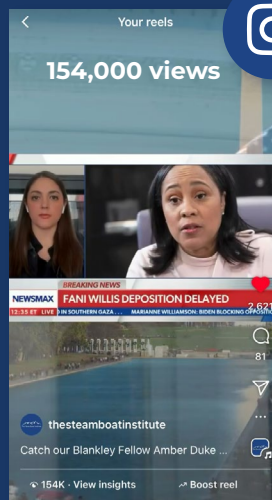 Your reels
154,000 views
BREAKING NEWS
NEWSMAX
FANI WILLIS DEPOSITION DELAYED
12:35 ET LIVE
IN SOUTHERN GAZA... MARIANNE WILLIAMSON: BIDEN BLOCKING OPPOSITIO
2,621
81
thesteamboatinstitute
Catch our Blankley Fellow Amber Duke ...
154K · View insights
Boost reel